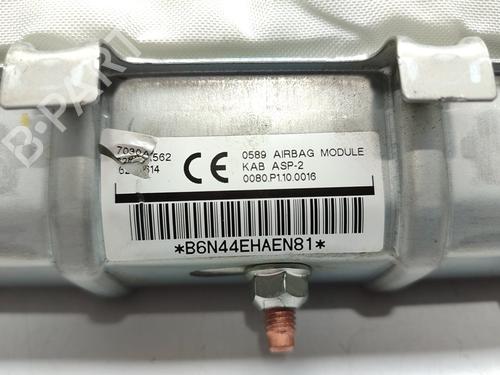 B-PART
0589 AIRBAG MODULE
KAB ASP-2
0080.P1.10.0016
*B6N44EHAEN81*
CE